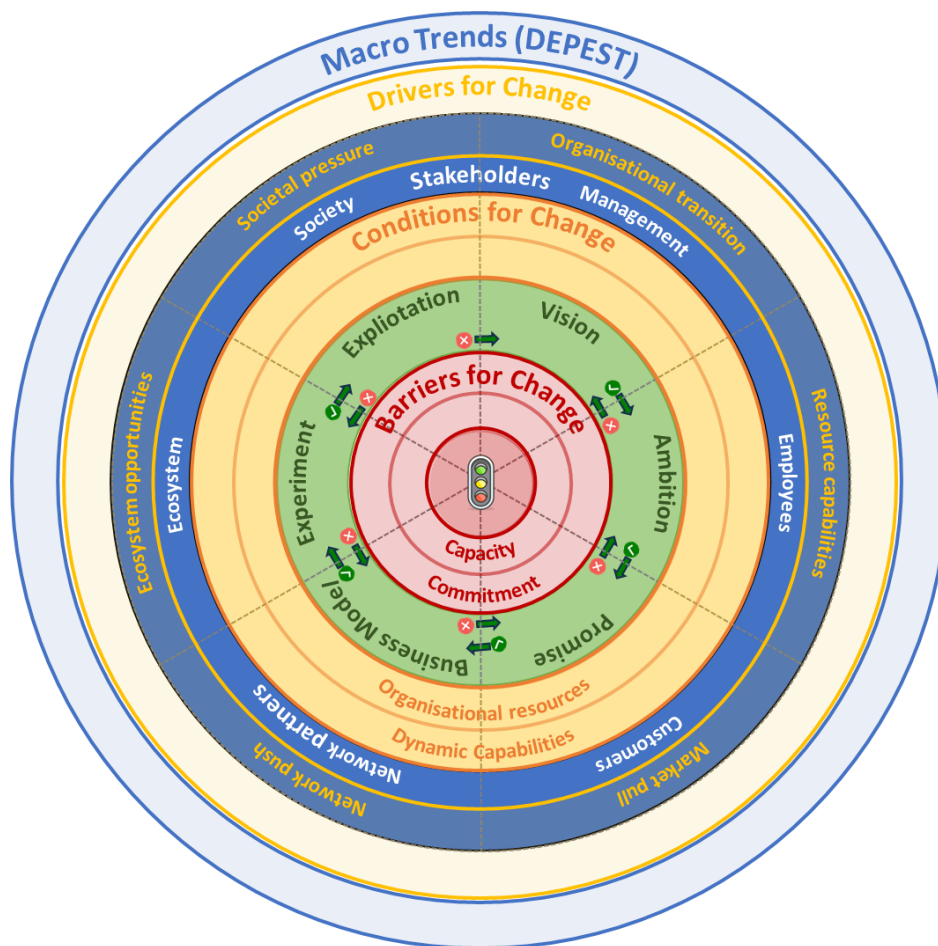 Macro Trends (DEPEST)
Drivers for Change
Societal pressure
Organisational transition
Stakeholders
Society
Management
Conditions for Change
Expliotation
Vision
Barriers for Change
Ecosystem opportunities
Ecosystem
Experiment
Ambition
Employees
Resource capabilities
Capacity
Commitment
Business Model
Promise
Organisational resources
Dynamic Capabilities
Network partners
Customers
Network push
Market pull